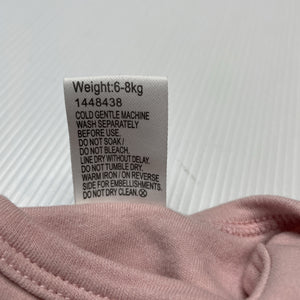 Weight:6-8kg
1448438
COLD GENTLE MACHINE
WASH SEPARATELY
BEFORE USE.
DO NOT SOAK /
DO NOT BLEACH.
LINE DRY WITHOUT DELAY.
DO NOT TUMBLE DRY.
WARM IRON / ON REVERSE
SIDE FOR EMBELLISHMENTS.
DO NOT DRY CLEAN.